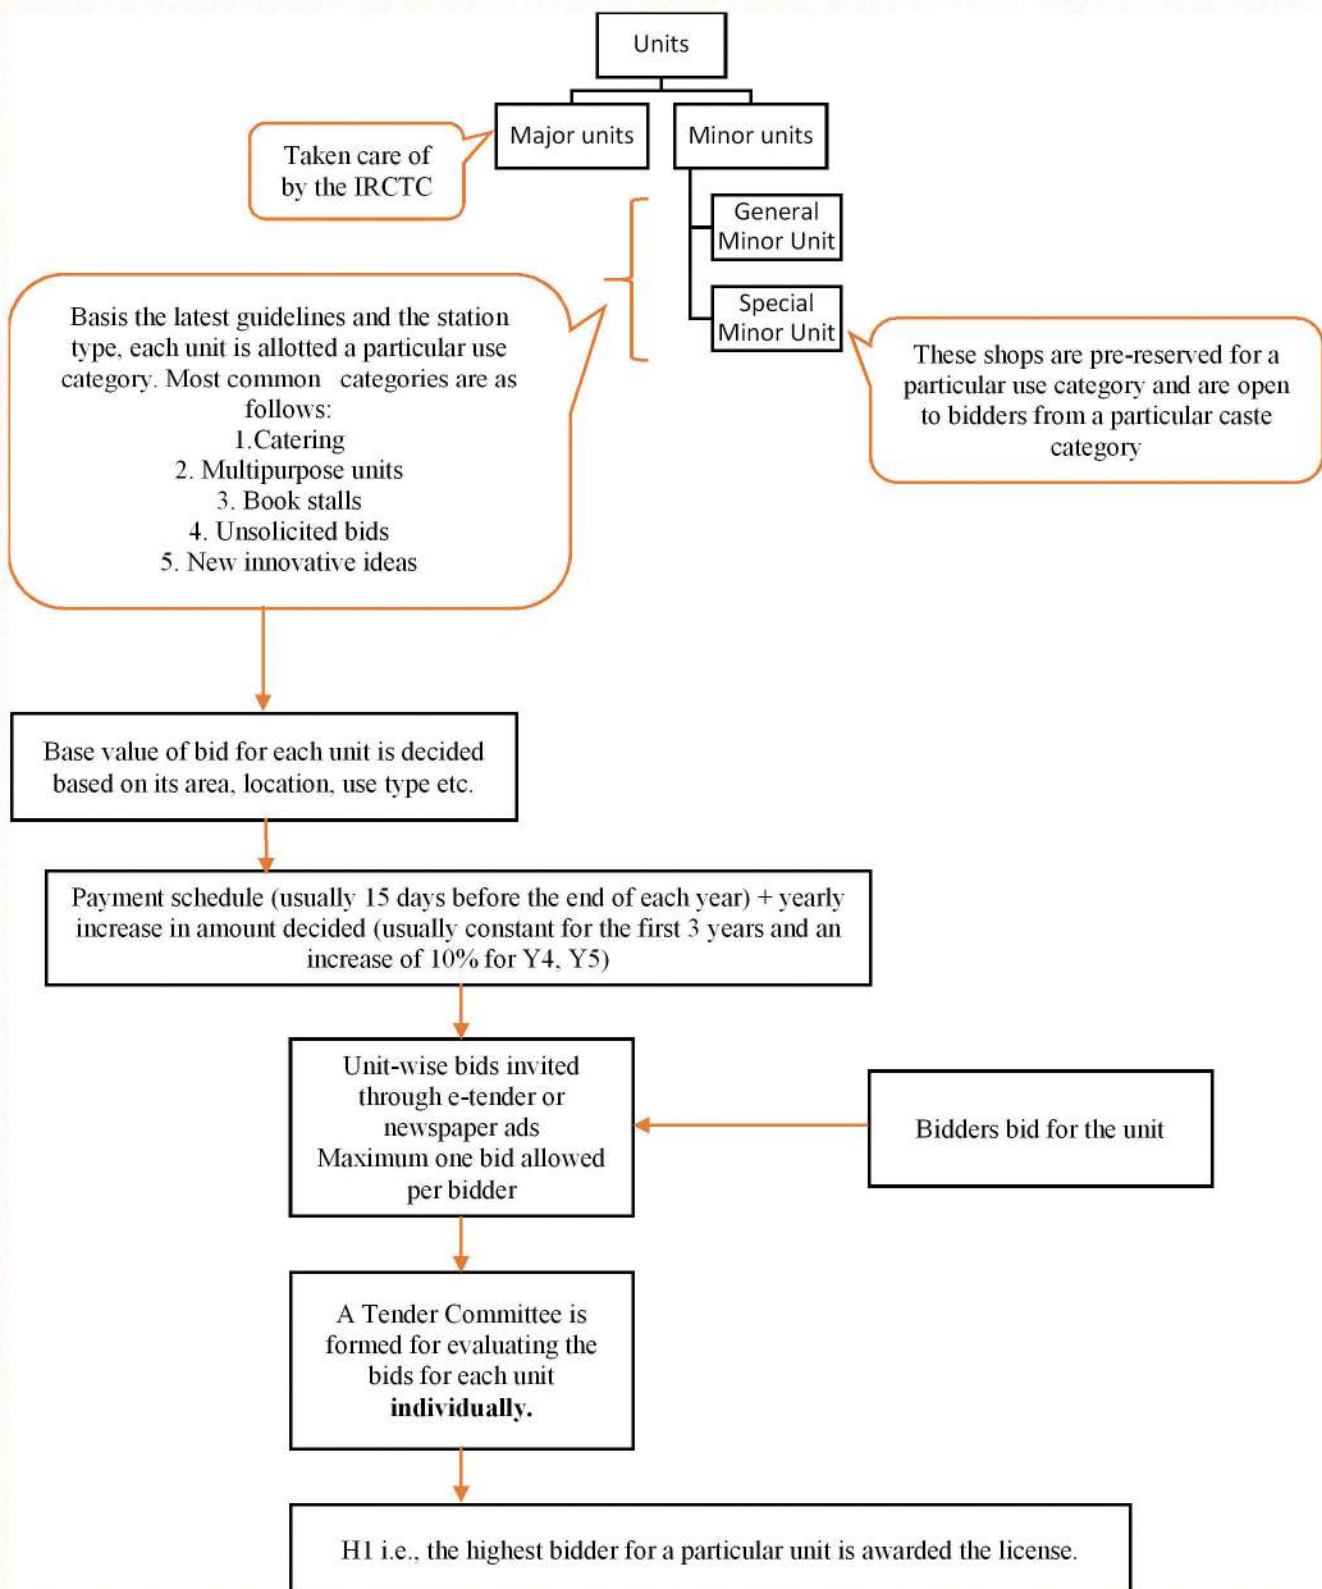 Units
Major units
Minor units
Taken care of
by the IRCTC
General
Minor Unit
Special
Minor Unit
Basis the latest guidelines and the station
type, each unit is allotted a particular use
category. Most common categories are as
follows:
1.Catering
2. Multipurpose units
3. Book stalls
4. Unsolicited bids
5. New innovative ideas
These shops are pre-reserved for a
particular use category and are open
to bidders from a particular caste
category
Base value of bid for each unit is decided
based on its area, location, use type etc.
Payment schedule (usually 15 days before the end of each year) + yearly
increase in amount decided (usually constant for the first 3 years and an
increase of 10% for Y4, Y5)
Unit-wise bids invited
through e-tender or
newspaper ads
Maximum one bid allowed
per bidder
Bidders bid for the unit
A Tender Committee is
formed for evaluating the
bids for each unit
individually.
H1 i.e., the highest bidder for a particular unit is awarded the license.